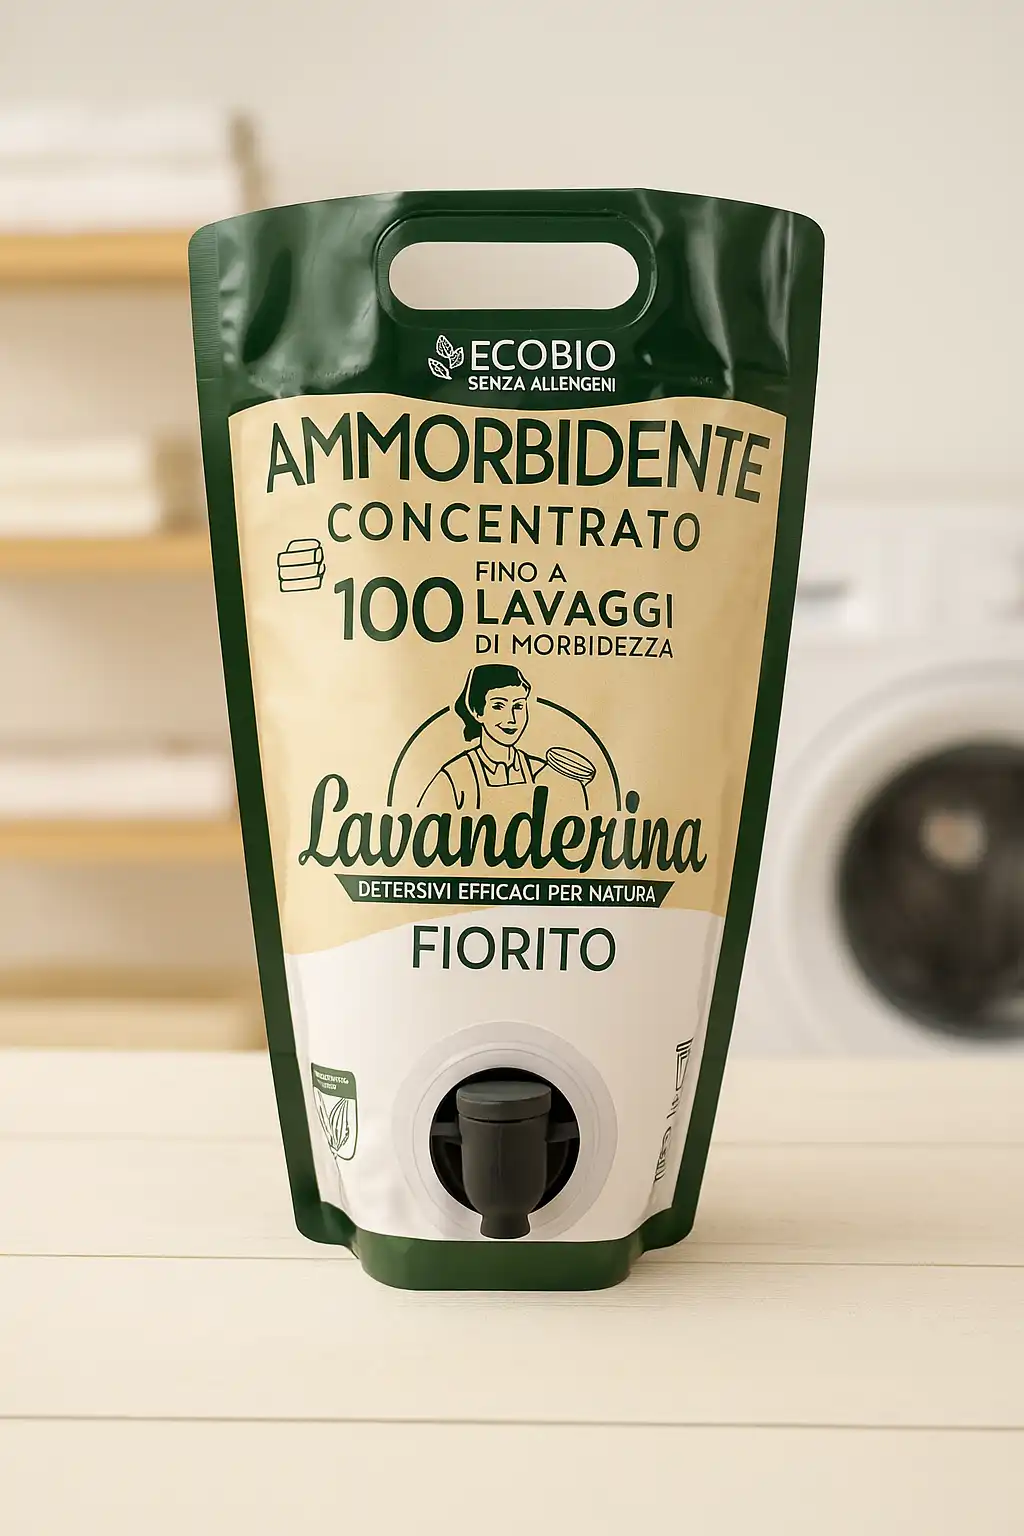 ECOBIO
SENZA ALLENGENI
AMMORBIDENTE
CONCENTRATO
100
FINO A
LAVAGGI
DI MORBIDEZZA
Lavanderina
DETERSIVI EFFICACI PER NATURA
FIORITO